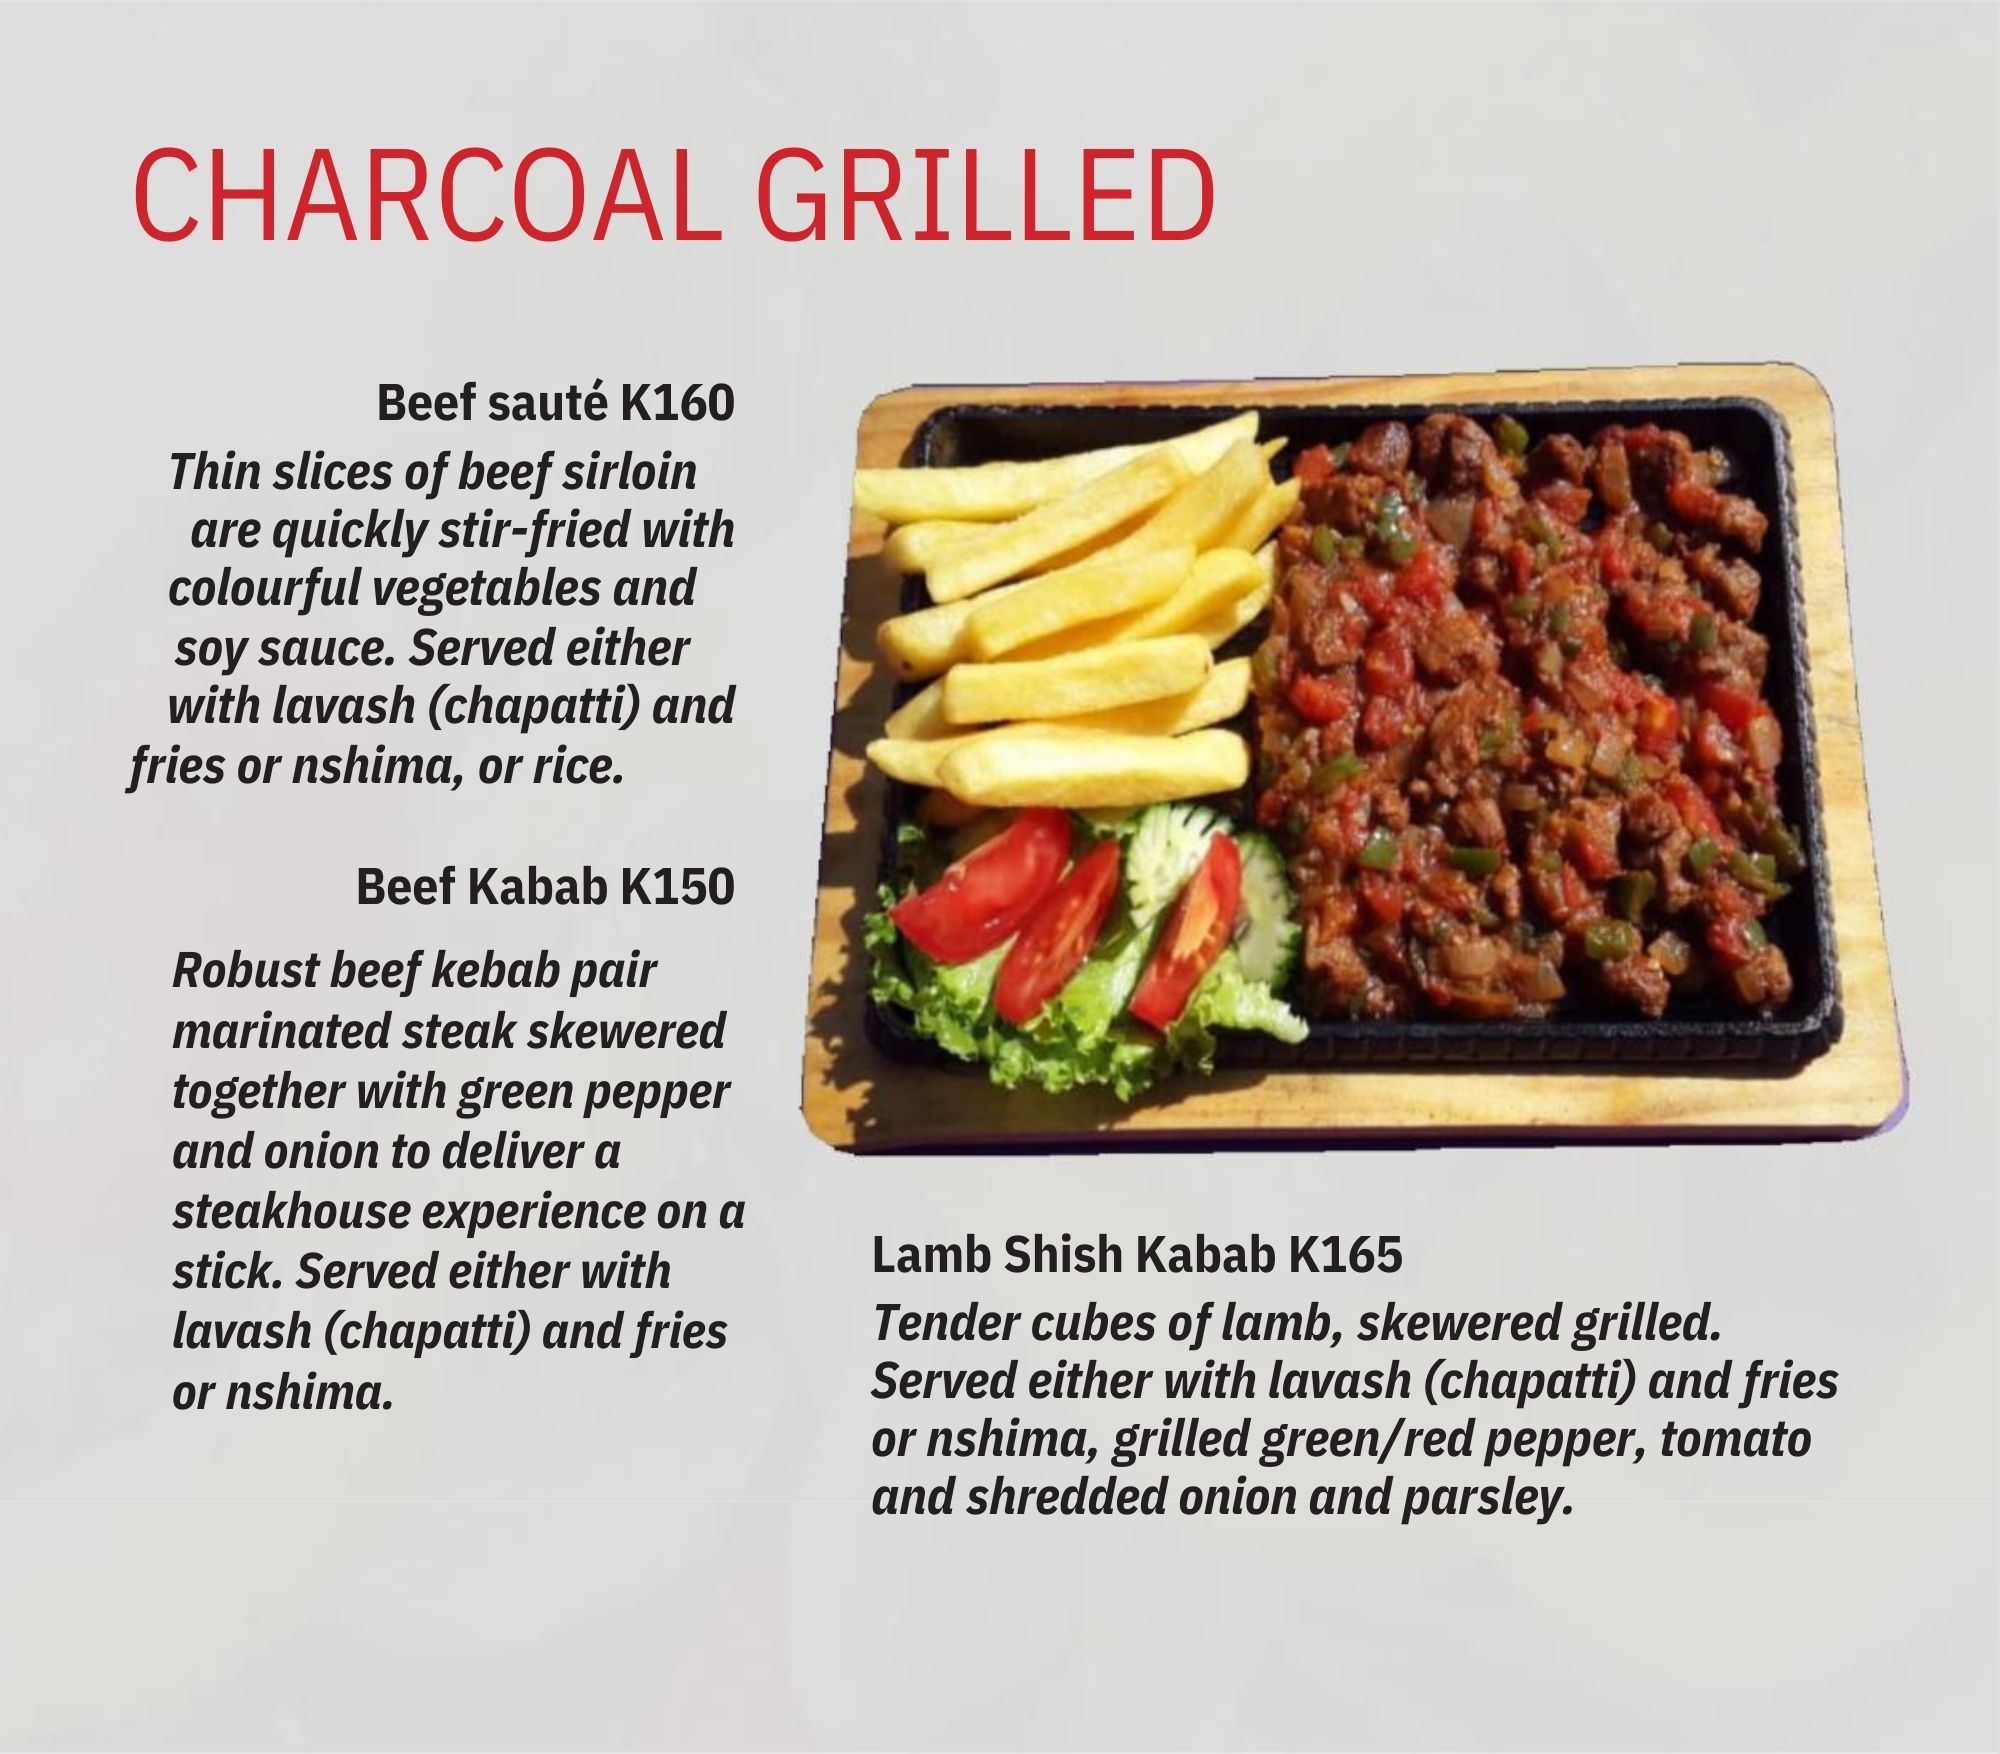 CHARCOAL GRILLED
Beef sauté K160
Thin slices of beef sirloin
are quickly stir-fried with
colourful vegetables and
soy sauce. Served either
with lavash (chapatti) and
fries or nshima, or rice.
Beef Kabab K150
Robust beef kebab pair
marinated steak skewered
together with green pepper
and onion to deliver a
steakhouse experience on a
stick. Served either with
lavash (chapatti) and fries
or nshima.
Lamb Shish Kabab K165
Tender cubes of lamb, skewered grilled.
Served either with lavash (chapatti) and fries
or nshima, grilled green/red pepper, tomato
and shredded onion and parsley.